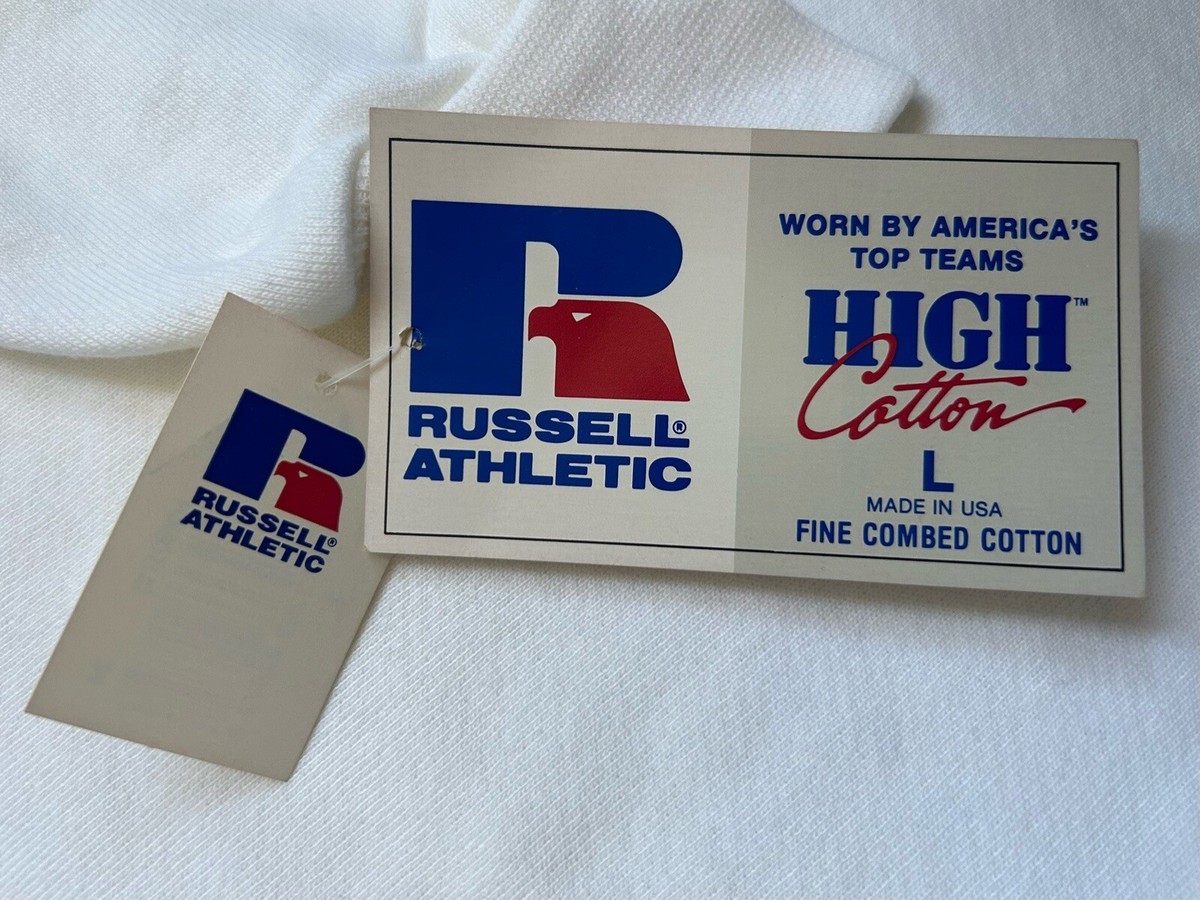 RUSSELL®
ATHLETIC
WORN BY AMERICA'S
TOP TEAMS
HIGH™
Cotton
L
MADE IN USA
FINE COMBED COTTON
RUSSELL®
ATHLETIC